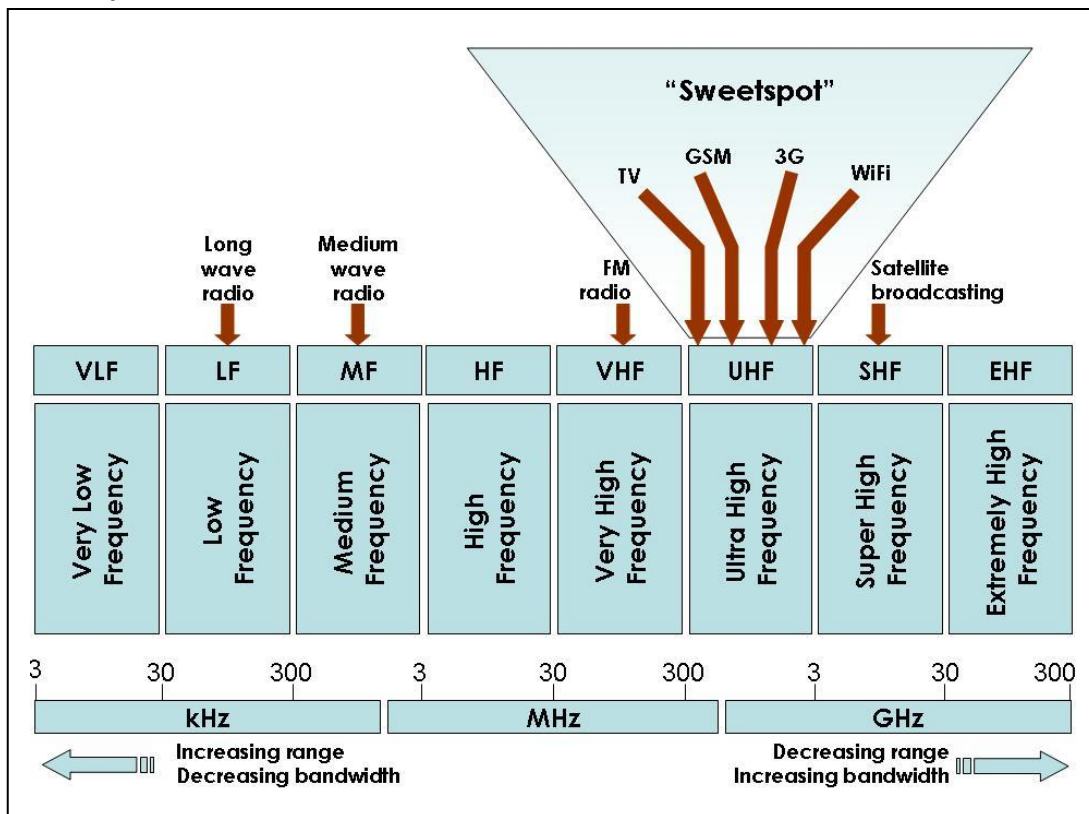 “Sweetspot”
GSM
3G
TV
WiFi
Long
wave
radio
Medium
wave
radio
FM
radio
Satellite
broadcasting
VLF
LF
MF
HF
VHF
UHF
SHF
EHF
Very Low
Frequency
Low
Frequency
Medium
Frequency
High
Frequency
Very High
Frequency
Ultra High
Frequency
Super High
Frequency
Extremely High
Frequency
3
30
300
3
30
300
3
30
300
kHz
MHz
GHz
Increasing range
Decreasing bandwidth
Decreasing range
Increasing bandwidth